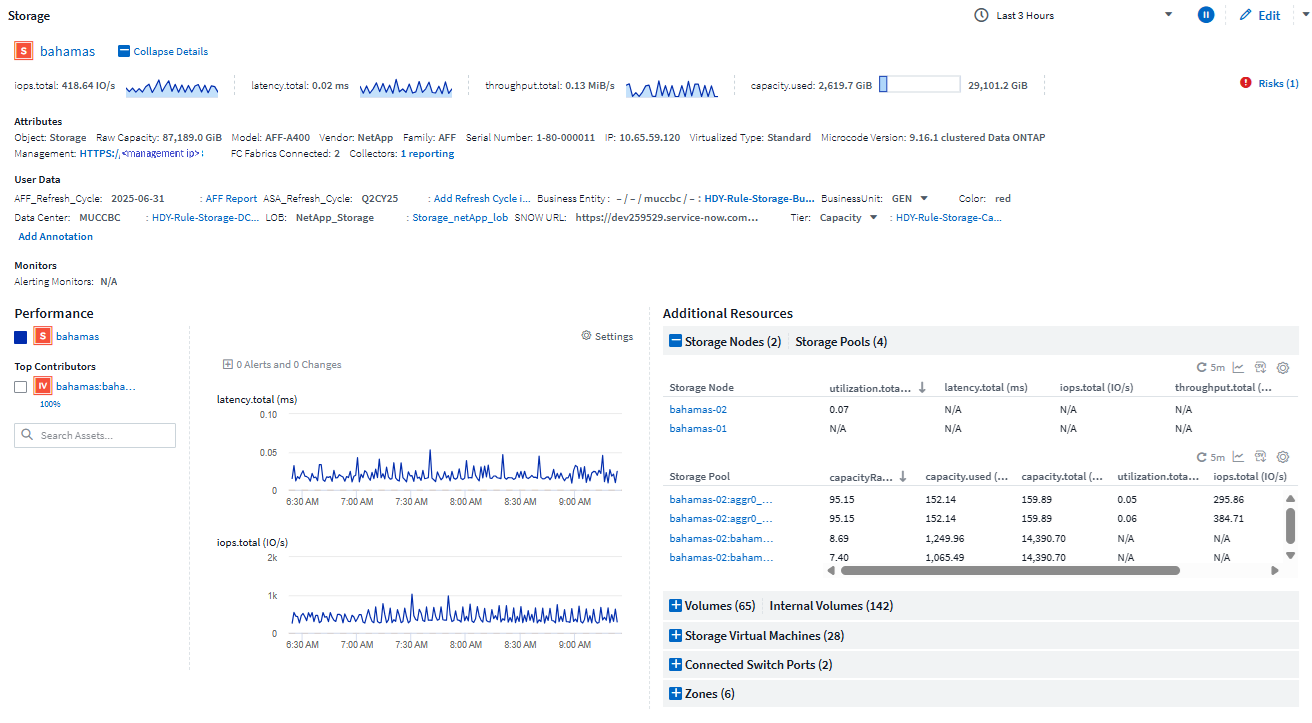 Storage
Last 3 Hours
Edit
S bahamas Collapse Details
iops.total: 418.64 IO/s latency.total: 0.02 ms throughput.total: 0.13 MiB/s capacity.used: 2,619.7 GiB 29,101.2 GiB Risks (1)
Attributes
Object: Storage Raw Capacity: 87,189.0 GiB Model: AFF-A400 Vendor: NetApp Family: AFF Serial Number: 1-80-000011 IP: 10.65.59.120 Virtualized Type: Standard Microcode Version: 9.16.1 clustered Data ONTAP
Management: HTTPS:/<management ip>: FC Fabrics Connected: 2 Collectors: 1 reporting
User Data
AFF_Refresh_Cycle: 2025-06-31 : AFF Report ASA_Refresh_Cycle: Q2CY25 : Add Refresh Cycle i... Business Entity : - / - / muccbc / - : HDY-Rule-Storage-Bu... BusinessUnit: GEN Color: red
Data Center: MUCCBC : HDY-Rule-Storage-DC... LOB: NetApp_Storage : Storage_netApp_lob SNOW URL: https://dev259529.service-now.com... Tier: Capacity : HDY-Rule-Storage-Ca...
Add Annotation
Monitors
Alerting Monitors: N/A
Performance
S bahamas
Top Contributors
IV bahamas:baha...
100%
Search Assets...
Settings
0 Alerts and 0 Changes
latency.total (ms)
0.10
0.05
0
6:30 AM 7:00 AM 7:30 AM 8:00 AM 8:30 AM 9:00 AM
iops.total (IO/s)
2k
1k
0
6:30 AM 7:00 AM 7:30 AM 8:00 AM 8:30 AM 9:00 AM
Additional Resources
Storage Nodes (2) Storage Pools (4)
5m
Storage Node utilization.tota... latency.total (ms) iops.total (IO/s) throughput.total (...
bahamas-02 0.07 N/A N/A N/A
bahamas-01 N/A N/A N/A N/A
5m
Storage Pool capacityRa... capacity.used (... capacity.total (... utilization.tota... iops.total (IO/s)
bahamas-02:aggr0_... 95.15 152.14 159.89 0.05 295.86
bahamas-02:aggr0_... 95.15 152.14 159.89 0.06 384.71
bahamas-02:baham... 8.69 1,249.96 14,390.70 N/A N/A
bahamas-02:baham... 7.40 1,065.49 14,390.70 N/A N/A
Volumes (65) Internal Volumes (142)
Storage Virtual Machines (28)
Connected Switch Ports (2)
Zones (6)